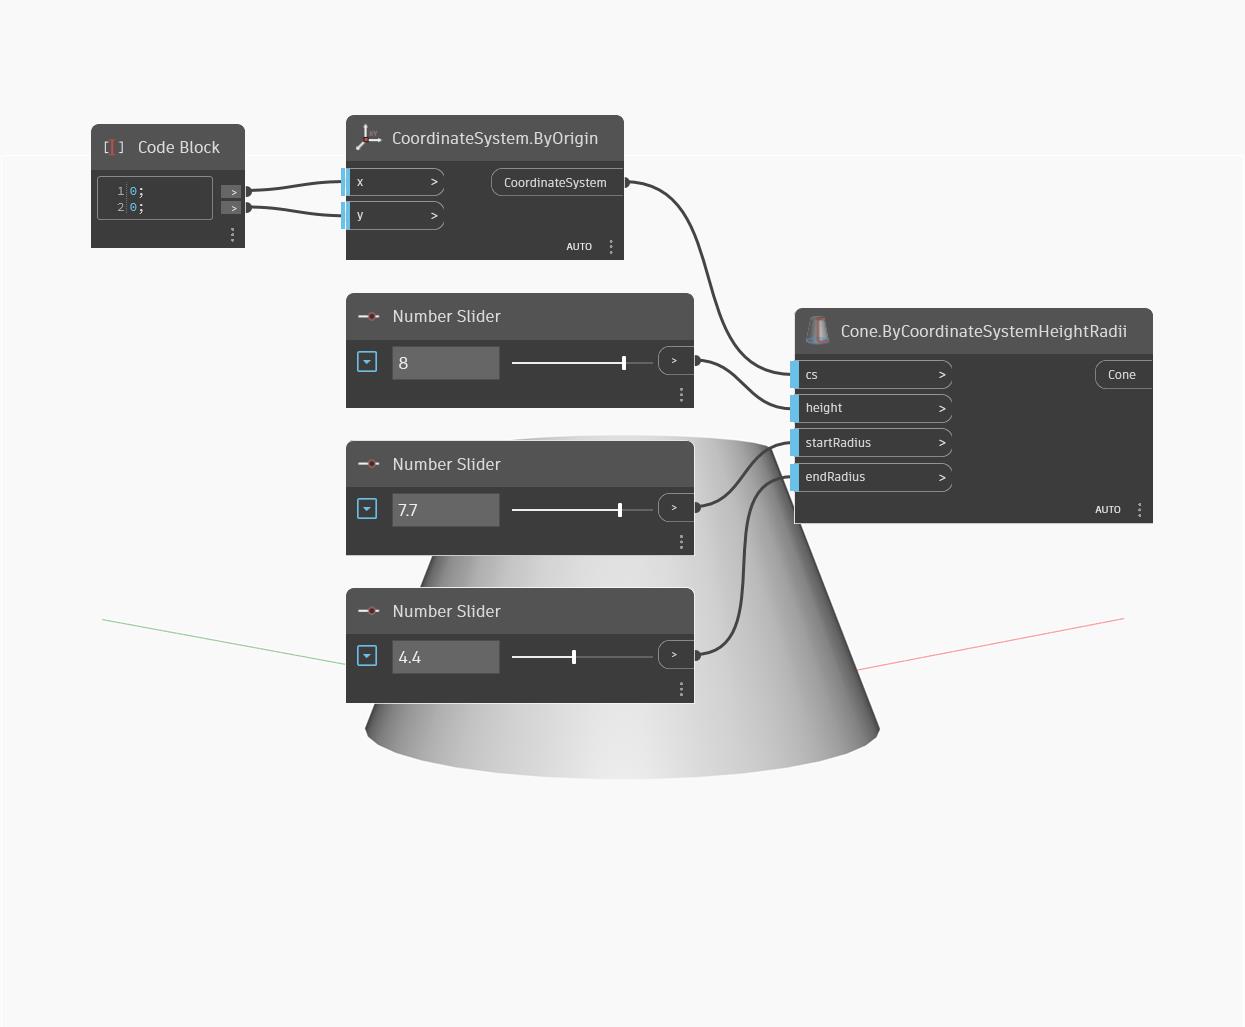 Code Block
1 0;
2 0;
>
>
CoordinateSystem.ByOrigin
x >
y >
CoordinateSystem
AUTO
Number Slider
8
>
Number Slider
7.7
>
Number Slider
4.4
>
Cone.ByCoordinateSystemHeightRadii
cs >
height >
startRadius >
endRadius >
Cone
AUTO